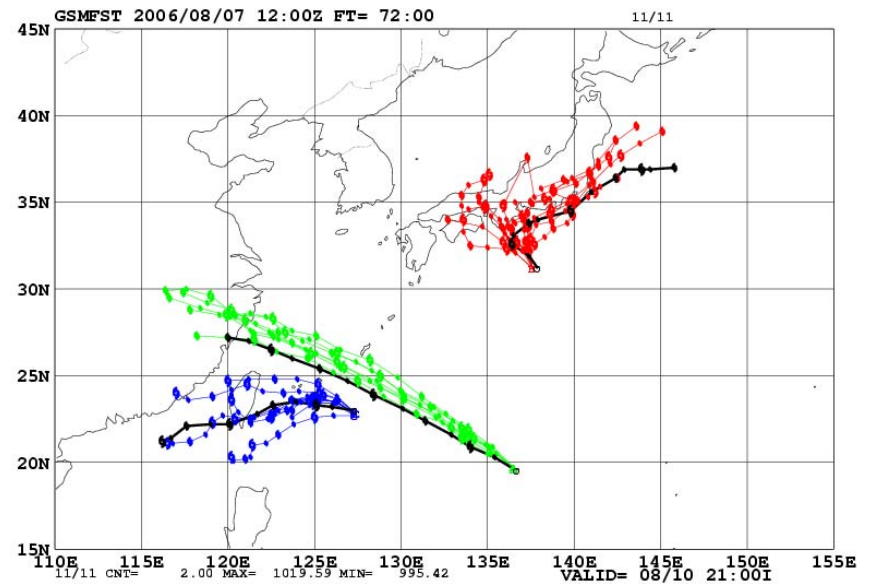 GSMFST 2006/08/07 12:00Z FT= 72:00 11/11
45N
40N
35N
30N
25N
20N
15N
110E 115E 120E 125E 130E 135E 140E 145E 150E 155E
11/11 CNT= 2.00 MAX= 1019.59 MIN= 995.42 VALID= 08/10 21:00I